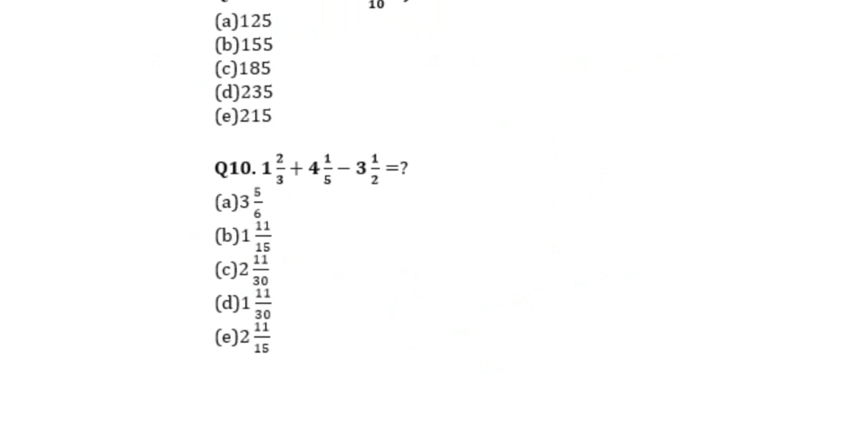 10
(a)125
(b)155
(c)185
(d)235
(e)215
Q10. 1 2/3 + 4 1/5 − 3 1/2 =?
(a)3 5/6
(b)1 11/15
(c)2 11/30
(d)1 11/30
(e)2 11/15